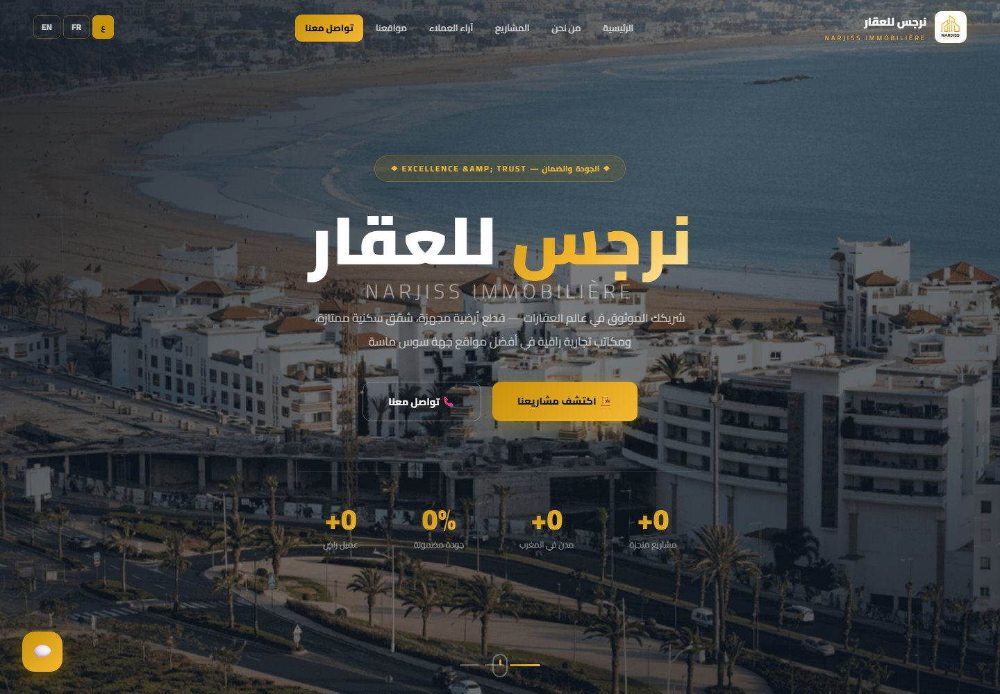 نرجس للعقار
NARJISS IMMOBILIÈRE
NARJISS
الرئيسية
من نحن
المشاريع
آراء العملاء
مواقعنا
تواصل معنا
ع
FR
EN
◆ الجودة والضمان — EXCELLENCE &AMP; TRUST ◆
نرجس للعقار
NARJISS IMMOBILIÈRE
شريكك الموثوق في عالم العقارات — قطع أرضية مجهزة، شقق سكنية ممتازة،
ومكاتب تجارية راقية في أفضل مواقع جهة سوس ماسة
اكتشف مشاريعنا
تواصل معنا
+0
مشاريع منجزة
+0
مدن في المغرب
0%
جودة مضمونة
+0
عميل راضٍ